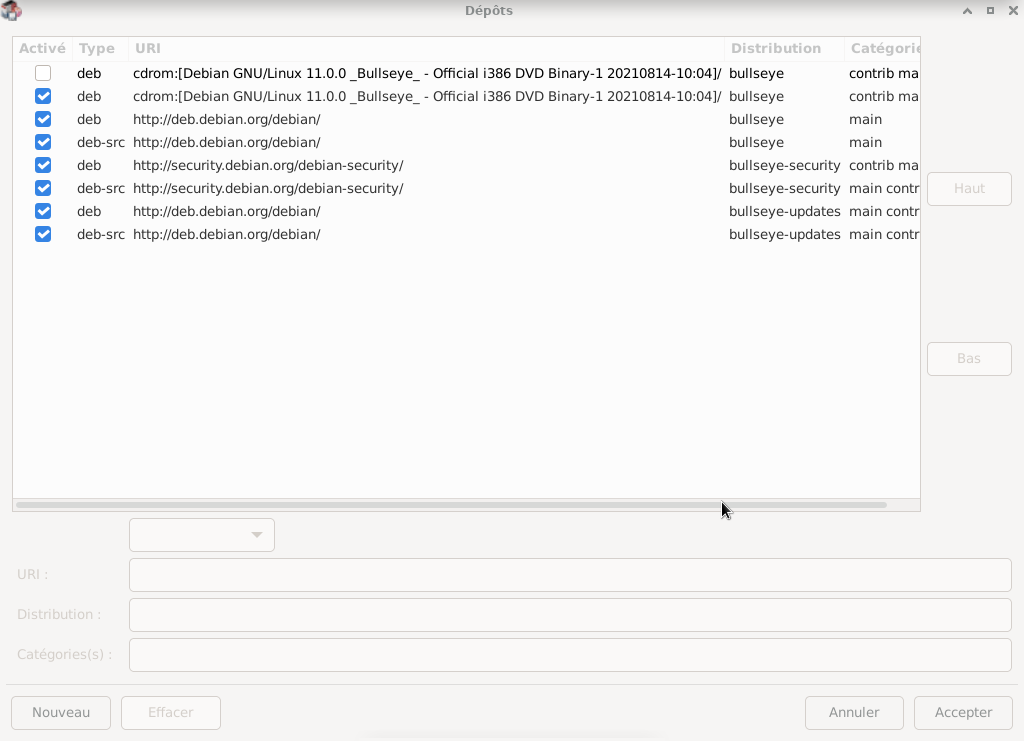 Dépôts
Activé Type URI Distribution Catégorie
deb cdrom:[Debian GNU/Linux 11.0.0 _Bullseye_ - Official i386 DVD Binary-1 20210814-10:04]/ bullseye contrib ma
deb cdrom:[Debian GNU/Linux 11.0.0 _Bullseye_ - Official i386 DVD Binary-1 20210814-10:04]/ bullseye contrib ma
deb http://deb.debian.org/debian/ bullseye main
deb-src http://deb.debian.org/debian/ bullseye main
deb http://security.debian.org/debian-security/ bullseye-security contrib ma
deb-src http://security.debian.org/debian-security/ bullseye-security main contr
deb http://deb.debian.org/debian/ bullseye-updates main contr
deb-src http://deb.debian.org/debian/ bullseye-updates main contr
Haut
Bas
URI :
Distribution :
Catégories(s) :
Nouveau Effacer Annuler Accepter